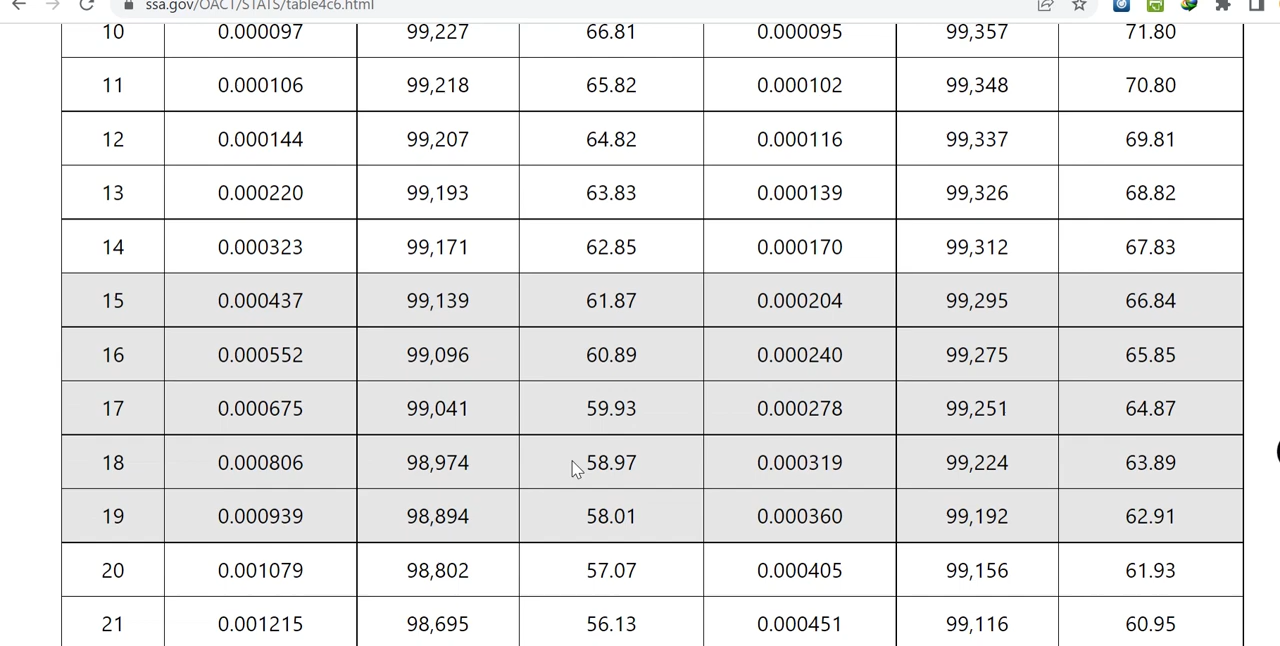 ssa.gov/OACT/STATS/table4c6.html
10 0.000097 99,227 66.81 0.000095 99,357 71.80
11 0.000106 99,218 65.82 0.000102 99,348 70.80
12 0.000144 99,207 64.82 0.000116 99,337 69.81
13 0.000220 99,193 63.83 0.000139 99,326 68.82
14 0.000323 99,171 62.85 0.000170 99,312 67.83
15 0.000437 99,139 61.87 0.000204 99,295 66.84
16 0.000552 99,096 60.89 0.000240 99,275 65.85
17 0.000675 99,041 59.93 0.000278 99,251 64.87
18 0.000806 98,974 58.97 0.000319 99,224 63.89
19 0.000939 98,894 58.01 0.000360 99,192 62.91
20 0.001079 98,802 57.07 0.000405 99,156 61.93
21 0.001215 98,695 56.13 0.000451 99,116 60.95